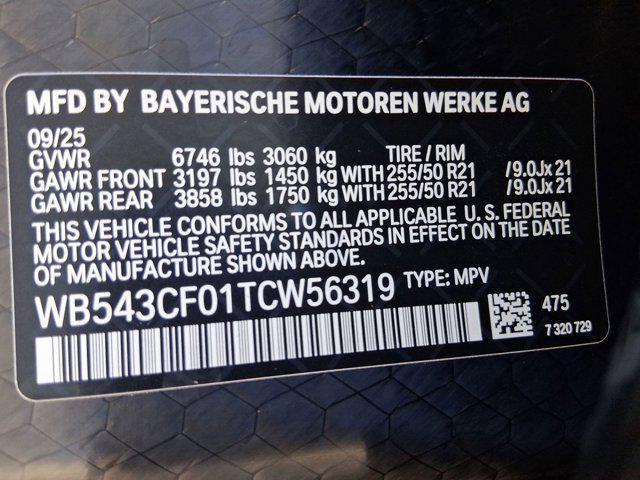 MFD BY BAYERISCHE MOTOREN WERKE AG
09/25
GVWR 6746 lbs 3060 kg TIRE / RIM
GAWR FRONT 3197 lbs 1450 kg WITH 255/50 R21 /9.0Jx21
GAWR REAR 3858 lbs 1750 kg WITH 255/50 R21 /9.0Jx21
THIS VEHICLE CONFORMS TO ALL APPLICABLE U.S. FEDERAL
MOTOR VEHICLE SAFETY STANDARDS IN EFFECT ON THE DATE
OF MANUFACTURE SHOWN ABOVE.
WB543CF01TCW56319 TYPE: MPV
475
7 320 729